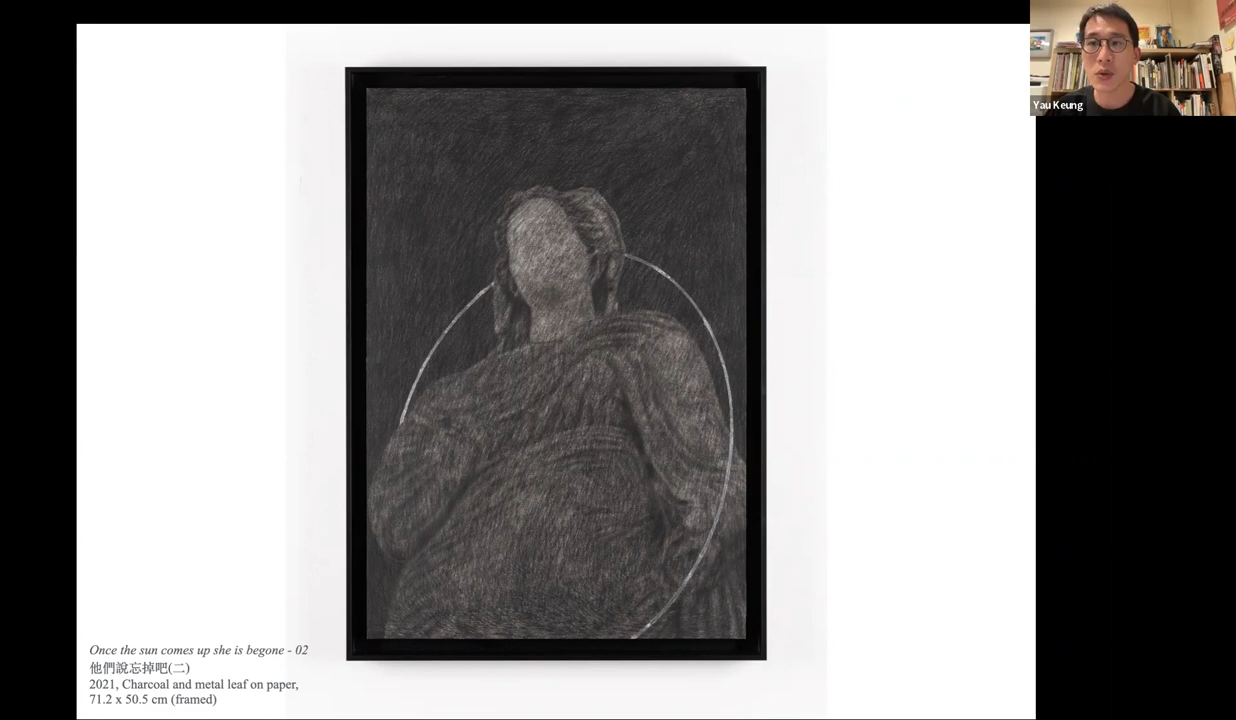 Yau Keung
Once the sun comes up she is begone - 02
他們說忘掉吧(二)
2021, Charcoal and metal leaf on paper,
71.2 x 50.5 cm (framed)